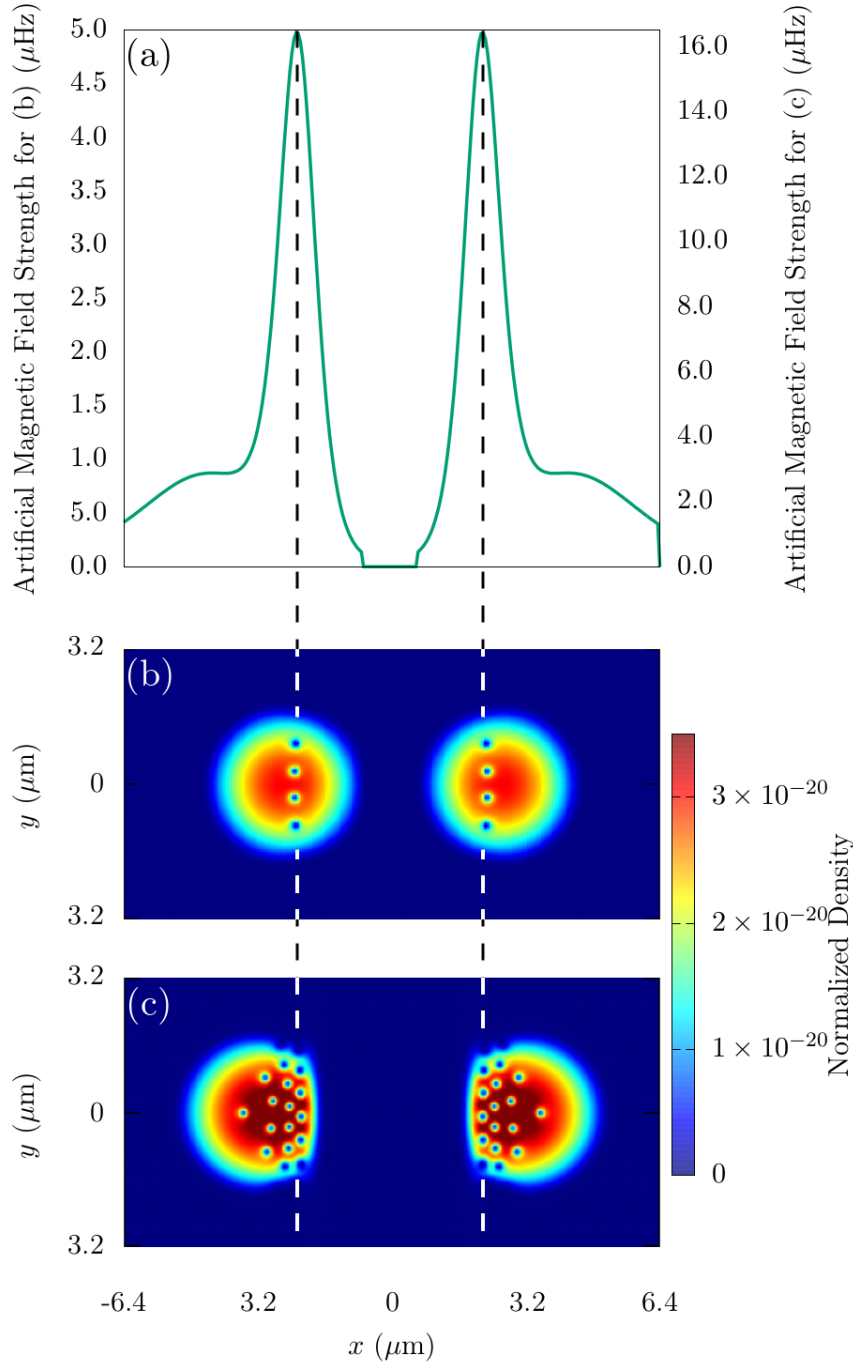 (a)
Artificial Magnetic Field Strength for (b) (μHz)
5.0
4.5
4.0
3.5
3.0
2.5
2.0
1.5
1.0
5.0
0.0
16.0
14.0
12.0
10.0
8.0
6.0
4.0
2.0
0.0
Artificial Magnetic Field Strength for (c) (μHz)
(b)
3.2
0
3.2
y (μm)
(c)
3.2
0
3.2
y (μm)
3 × 10⁻²⁰
2 × 10⁻²⁰
1 × 10⁻²⁰
0
Normalized Density
-6.4 3.2 0 3.2 6.4
x (μm)